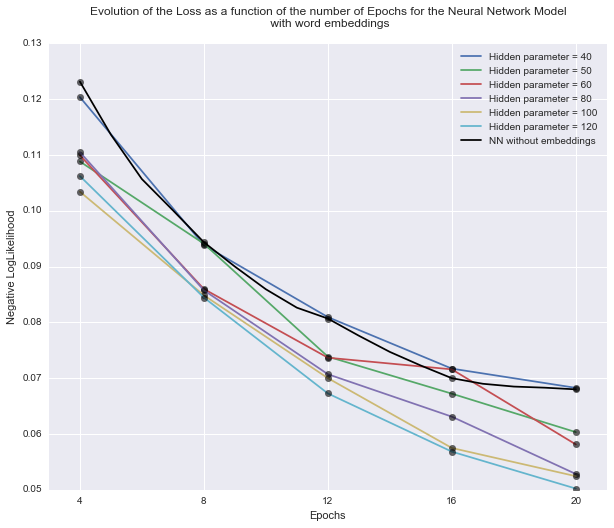 Evolution of the Loss as a function of the number of Epochs for the Neural Network Model
with word embeddings
0.13
0.12
0.11
0.10
0.09
0.08
0.07
0.06
0.05
Negative LogLikelihood
Hidden parameter = 40
Hidden parameter = 50
Hidden parameter = 60
Hidden parameter = 80
Hidden parameter = 100
Hidden parameter = 120
NN without embeddings
4
8
12
16
20
Epochs